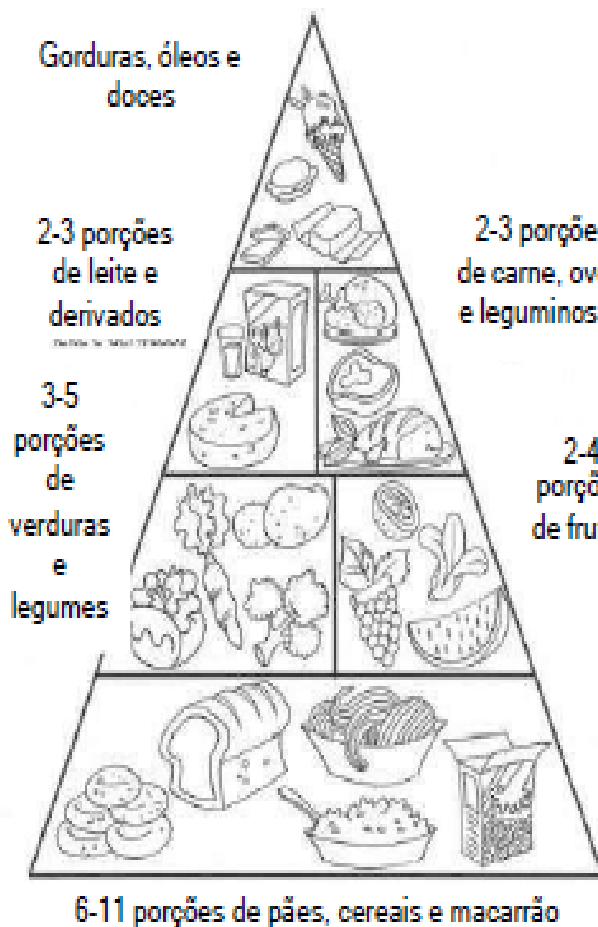 Gorduras, óleos e
doces
2-3 porções
de leite e
derivados
2-3 porçõe
de carne, ov
e leguminos
3-5
porções
de
verduras
e
legumes
2-4
porçõ
de fru
6-11 porções de pães, cereais e macarrão